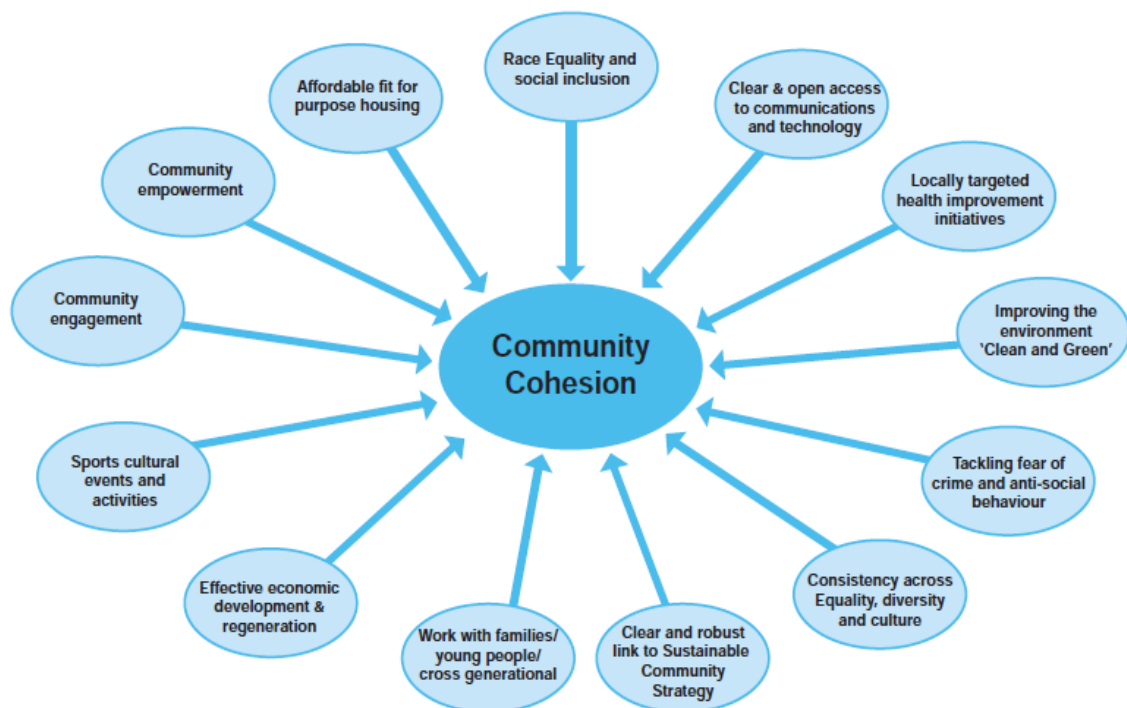 Race Equality and
social inclusion
Clear & open access
to communications
and technology
Locally targeted
health improvement
initiatives
Improving the
environment
‘Clean and Green’
Tackling fear of
crime and anti-social
behaviour
Consistency across
Equality, diversity
and culture
Clear and robust
link to Sustainable
Community
Strategy
Work with families/
young people/
cross generational
Effective economic
development &
regeneration
Sports cultural
events and
activities
Community
engagement
Community
empowerment
Affordable fit for
purpose housing
Community
Cohesion